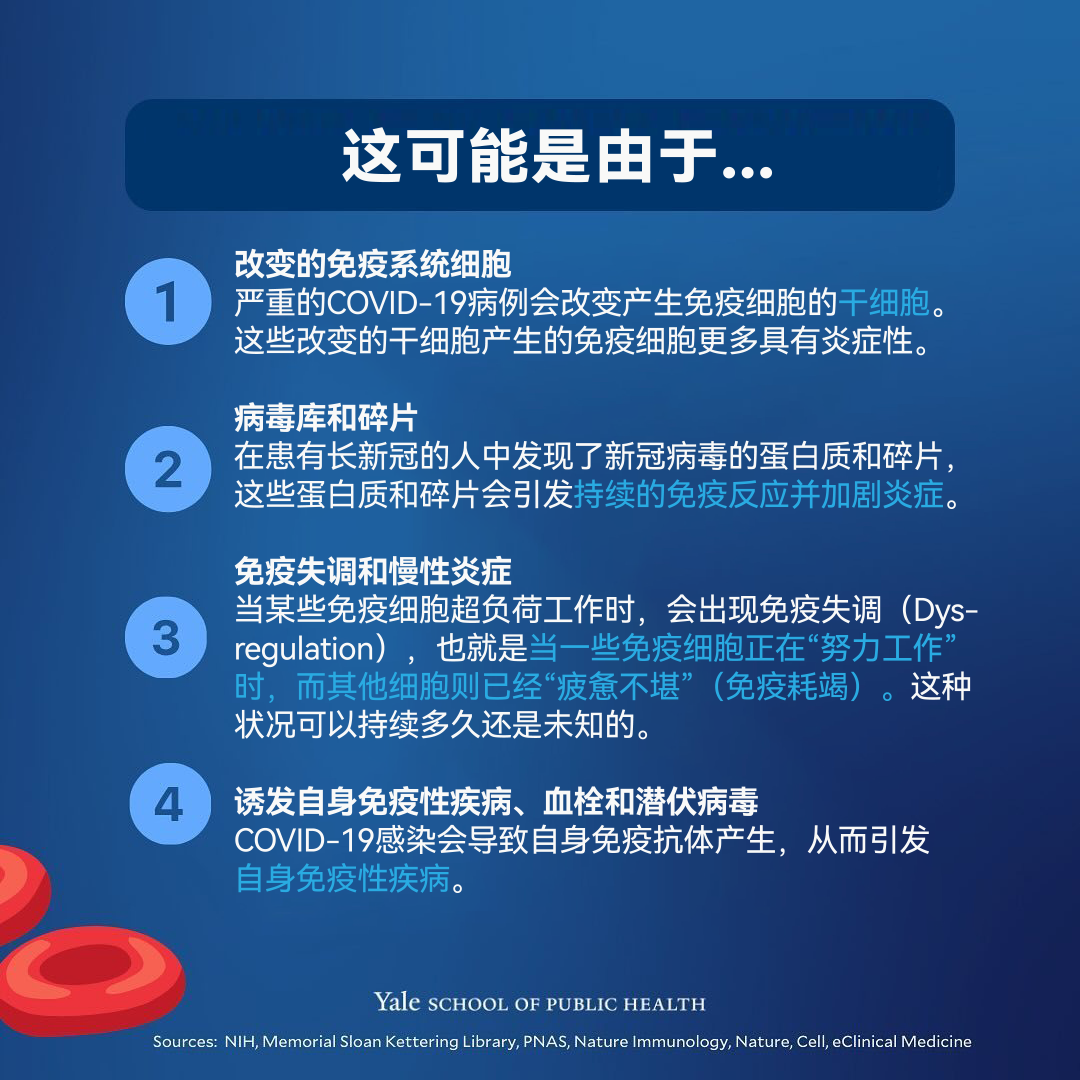 这可能是由于...
1
改变的免疫系统细胞
严重的COVID-19病例会改变产生免疫细胞的干细胞。
这些改变的干细胞产生的免疫细胞更多具有炎症性。
2
病毒库和碎片
在患有长新冠的人中发现了新冠病毒的蛋白质和碎片，
这些蛋白质和碎片会引发持续的免疫反应并加剧炎症。
3
免疫失调和慢性炎症
当某些免疫细胞超负荷工作时，会出现免疫失调（Dys-
regulation），也就是当一些免疫细胞正在“努力工作”
时，而其他细胞则已经“疲惫不堪”（免疫耗竭）。这种
状况可以持续多久还是未知的。
4
诱发自身免疫性疾病、血栓和潜伏病毒
COVID-19感染会导致自身免疫抗体产生，从而引发
自身免疫性疾病。
Yale SCHOOL OF PUBLIC HEALTH
Sources: NIH, Memorial Sloan Kettering Library, PNAS, Nature Immunology, Nature, Cell, eClinical Medicine